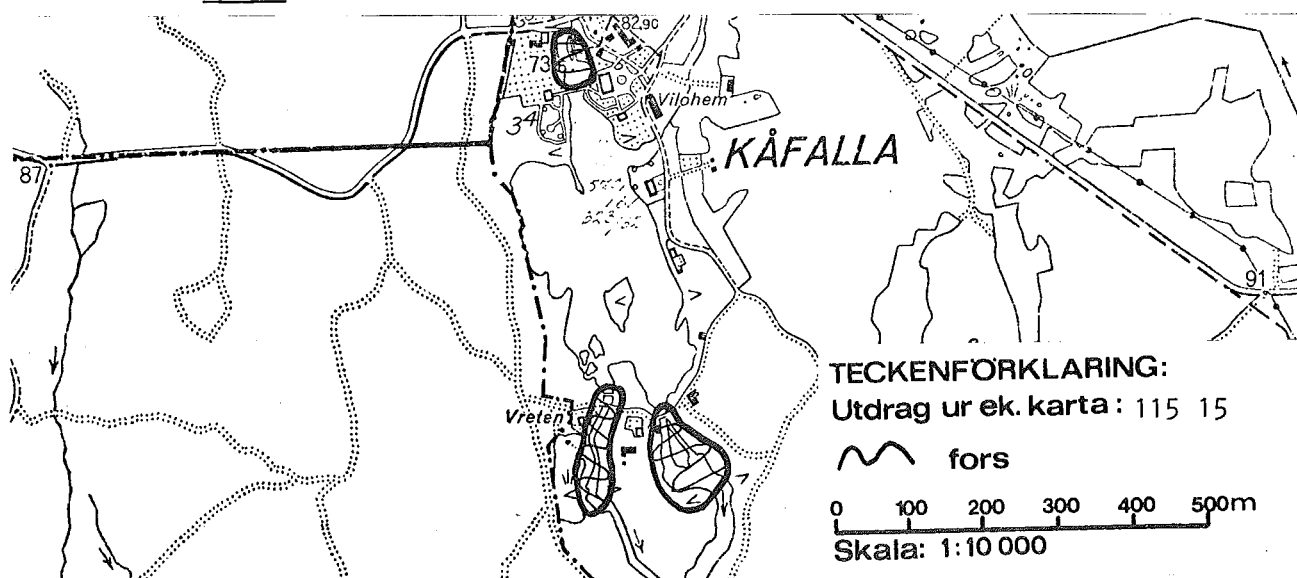 82,90
73
Vilohem
34
KÅFALLA
87
91
Vreten
TECKENFÖRKLARING:
Utdrag ur ek. karta: 115 15
fors
0 100 200 300 400 500m
Skala: 1:10 000